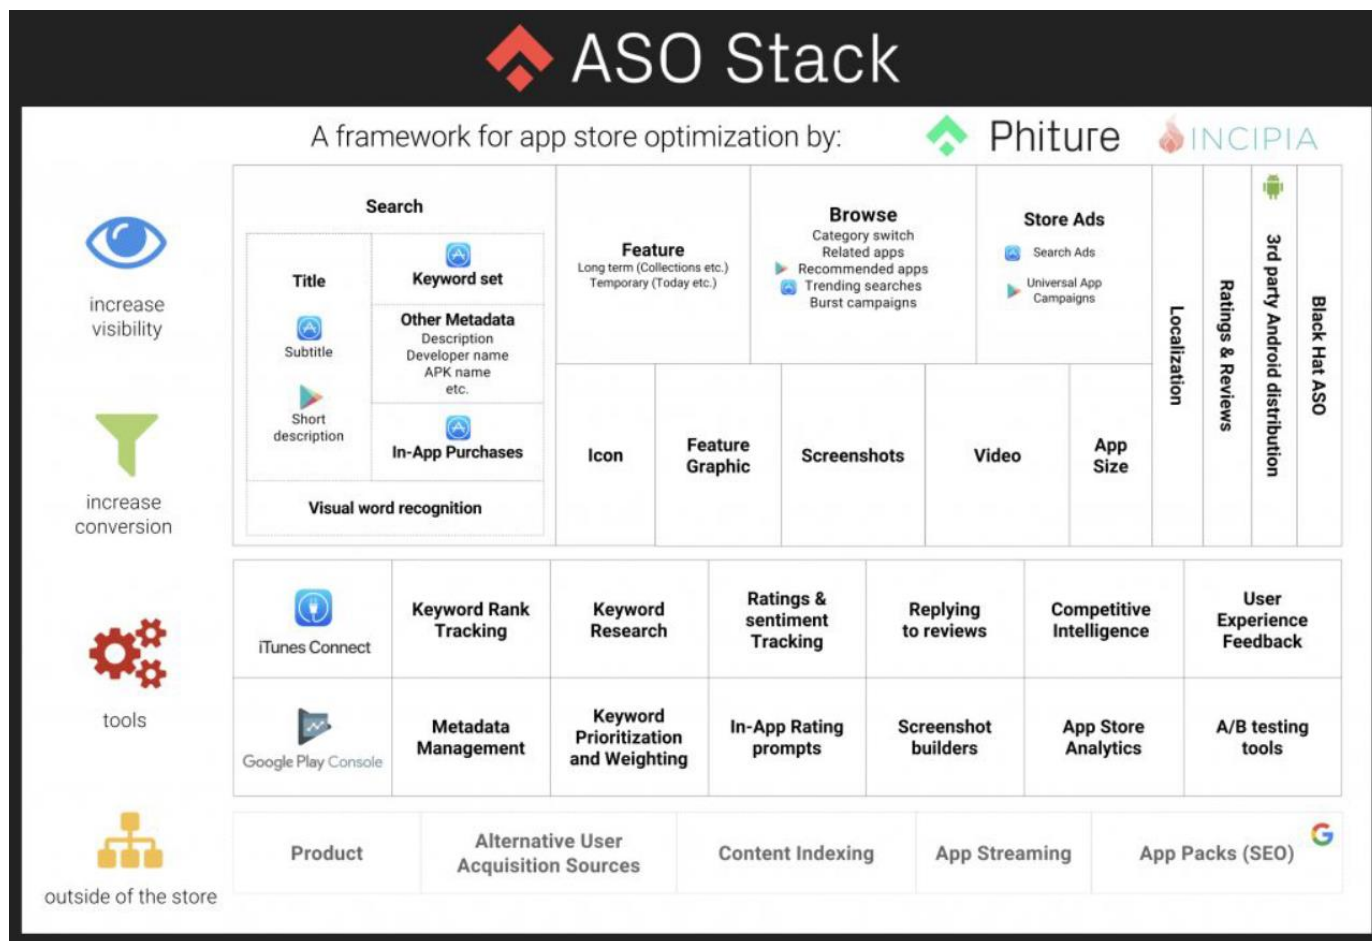 ASO Stack
A framework for app store optimization by:
Phiture
INCIPIA
increase
visibility
increase
conversion
tools
outside of the store
Search
Title
Subtitle
Short
description
Keyword set
Other Metadata
Description
Developer name
APK name
etc.
In-App Purchases
Visual word recognition
Feature
Long term (Collections etc.)
Temporary (Today etc.)
Browse
Category switch
Related apps
Recommended apps
Trending searches
Burst campaigns
Store Ads
Search Ads
Universal App
Campaigns
Icon
Feature
Graphic
Screenshots
Video
App
Size
Localization
Ratings & Reviews
3rd party Android distribution
Black Hat ASO
iTunes Connect
Keyword Rank
Tracking
Keyword
Research
Ratings &
sentiment
Tracking
Replying
to reviews
Competitive
Intelligence
User
Experience
Feedback
Google Play Console
Metadata
Management
Keyword
Prioritization
and Weighting
In-App Rating
prompts
Screenshot
builders
App Store
Analytics
A/B testing
tools
Product
Alternative User
Acquisition Sources
Content Indexing
App Streaming
App Packs (SEO)
G